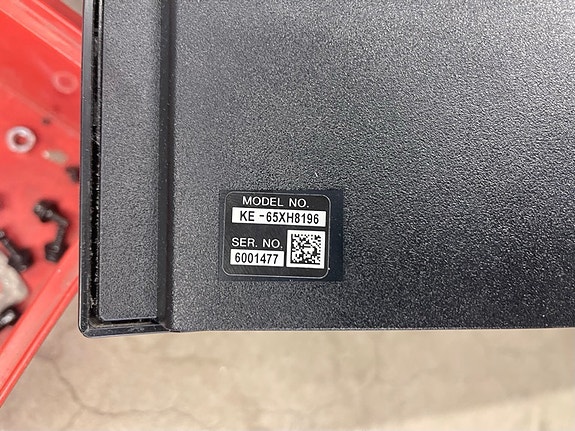 MODEL NO.
KE-65XH8196
SER. NO.
6001477